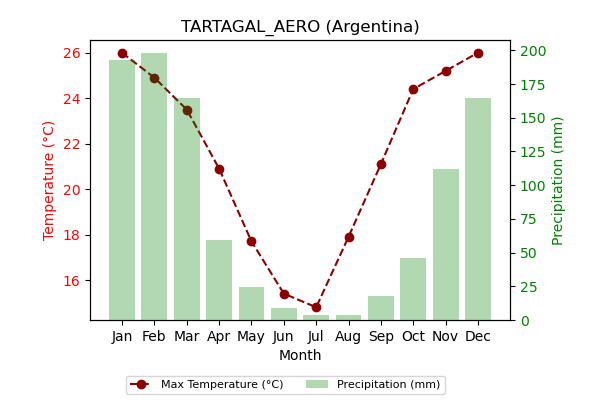 TARTAGAL_AERO (Argentina)
26
24
22
20
18
16
Temperature (°C)
200
175
150
125
100
75
50
25
0
Precipitation (mm)
Jan Feb Mar Apr May Jun Jul Aug Sep Oct Nov Dec
Month
Max Temperature (°C) Precipitation (mm)